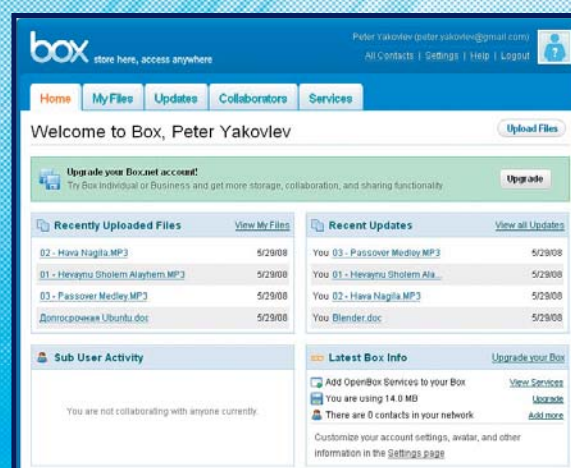 Peter Yakovlev (peter.yakovlev@gmail.com)
box store here, access anywhere
All Contacts | Settings | Help | Logout
Home My Files Updates Collaborators Services
Welcome to Box, Peter Yakovlev
Upload Files
Upgrade your Box.net account!
Try Box Individual or Business and get more storage, collaboration, and sharing functionality.
Upgrade
Recently Uploaded Files View My Files
02 - Hava Nagila.MP3 5/29/08
01 - Hevaynu Sholem Alayhem.MP3 5/29/08
03 - Passover Medley.MP3 5/29/08
Долгосрочная Ubuntu.doc 5/29/08
Recent Updates View all Updates
You 03 - Passover Medley.MP3 5/29/08
You 01 - Hevaynu Sholem Ala... 5/29/08
You 02 - Hava Nagila.MP3 5/29/08
You Blender.doc 5/29/08
Sub User Activity
You are not collaborating with anyone currently.
Latest Box Info Upgrade your Box
Add OpenBox Services to your Box View Services
You are using 14.0 MB Upgrade
There are 0 contacts in your network Add more
Customize your account settings, avatar, and other
information in the Settings page